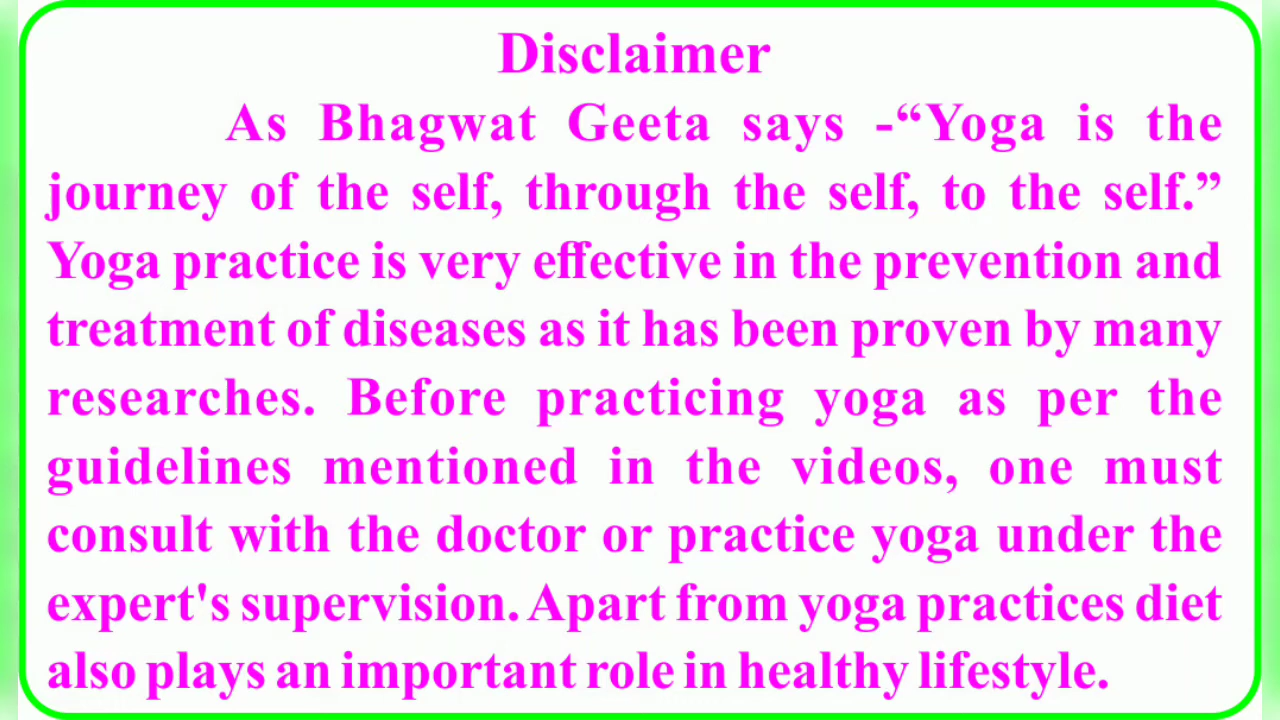 Disclaimer
As Bhagwat Geeta says -“Yoga is the
journey of the self, through the self, to the self.”
Yoga practice is very effective in the prevention and
treatment of diseases as it has been proven by many
researches. Before practicing yoga as per the
guidelines mentioned in the videos, one must
consult with the doctor or practice yoga under the
expert's supervision. Apart from yoga practices diet
also plays an important role in healthy lifestyle.